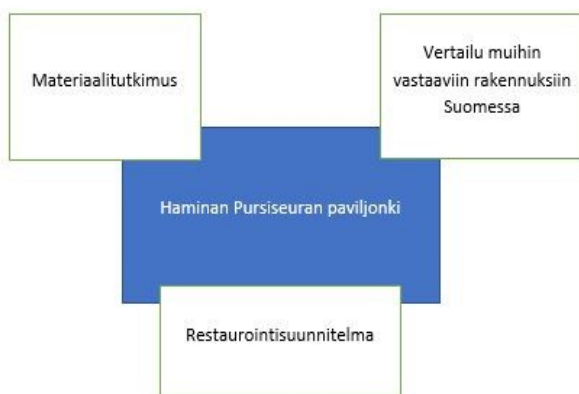 Materiaalitutkimus
Vertailu muihin
vastaaviin rakennuksiin
Suomessa
Haminan Pursiseuran paviljonki
Restaurointisuunnitelma